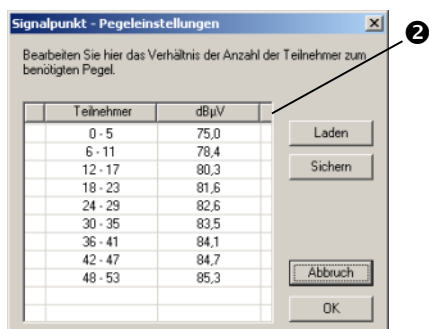 Signalpunkt - Pegeleinstellungen
❷
Bearbeiten Sie hier das Verhältnis der Anzahl der Teilnehmer zum
benötigten Pegel.
Teilnehmer dBµV
0 - 5 75,0
6 - 11 78,4
12 - 17 80,3
18 - 23 81,6
24 - 29 82,6
30 - 35 83,5
36 - 41 84,1
42 - 47 84,7
48 - 53 85,3
Laden
Sichern
Abbruch
OK